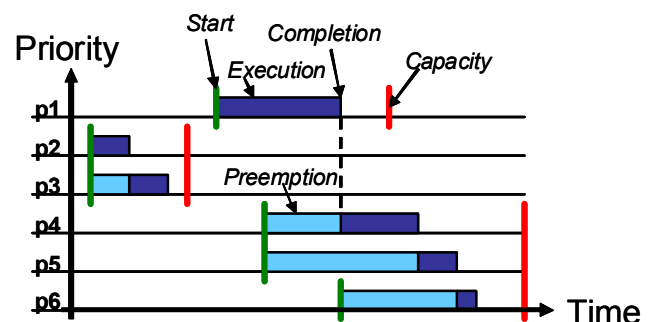 Start
Completion
Priority
Execution
Capacity
p1
p2
p3
Preemption
p4
p5
p6
Time